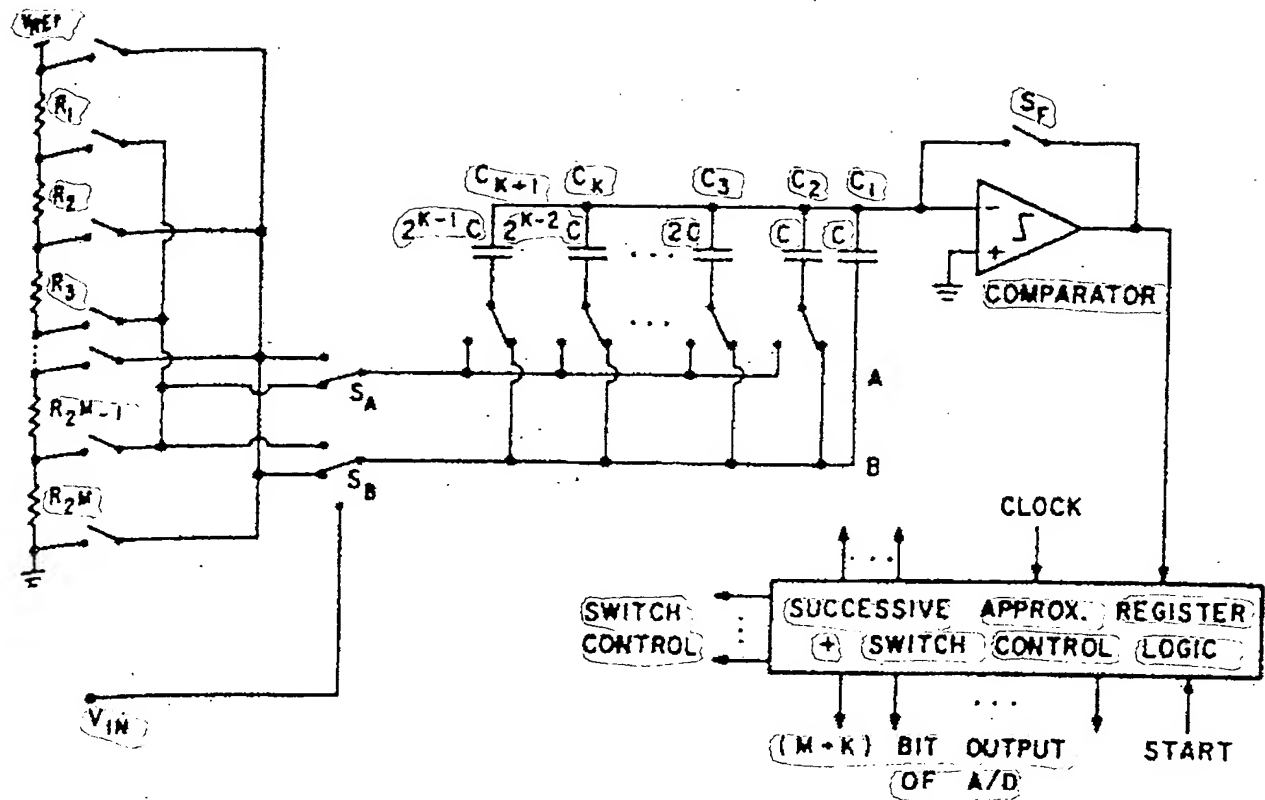 VREF
R1
R2
R3
R2M-1
R2M
SA
SB
VIN
CK+1 CK C3 C2 C1
2K-1C 2K-2C ... 2C C C
...
SF
- +
COMPARATOR
A
B
CLOCK
SWITCH
CONTROL
SUCCESSIVE APPROX. REGISTER
+ SWITCH CONTROL LOGIC
(M+K) BIT OUTPUT
OF A/D
START